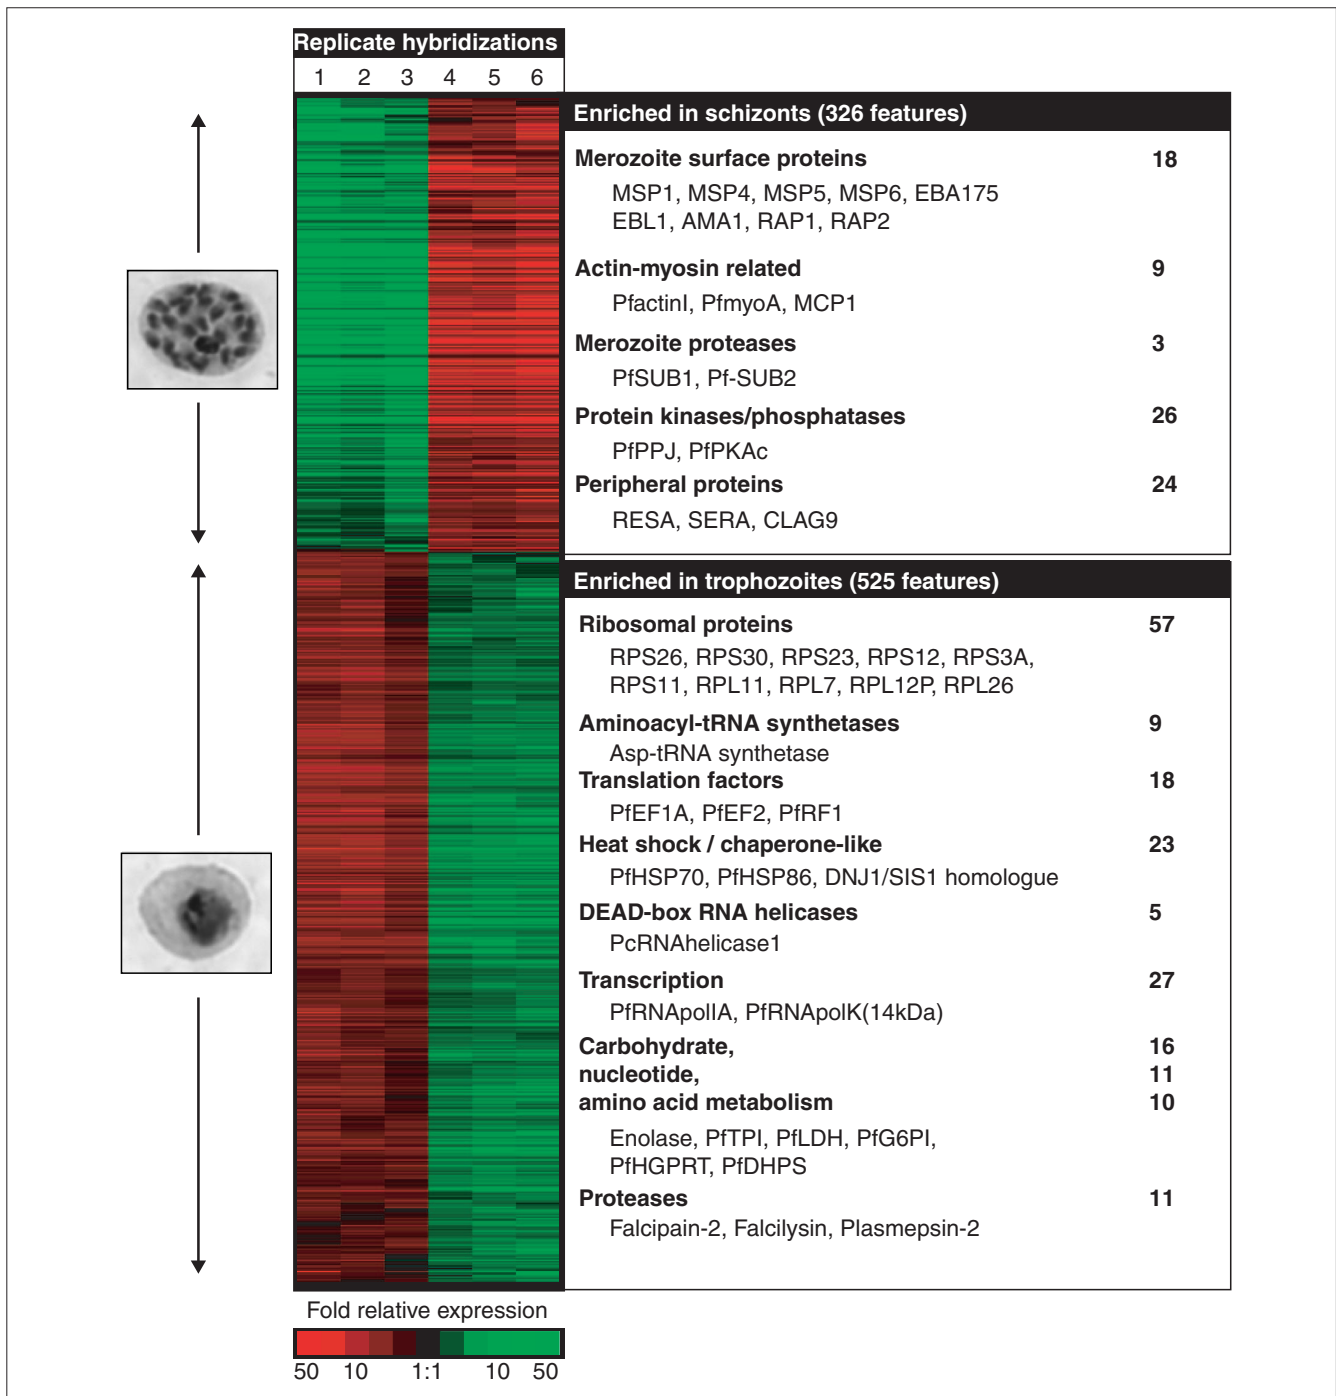 Replicate hybridizations
1 2 3 4 5 6
Enriched in schizonts (326 features)
Merozoite surface proteins 18
MSP1, MSP4, MSP5, MSP6, EBA175
EBL1, AMA1, RAP1, RAP2
Actin-myosin related 9
PfactinI, PfmyoA, MCP1
Merozoite proteases 3
PfSUB1, Pf-SUB2
Protein kinases/phosphatases 26
PfPPJ, PfPKAc
Peripheral proteins 24
RESA, SERA, CLAG9
Enriched in trophozoites (525 features)
Ribosomal proteins 57
RPS26, RPS30, RPS23, RPS12, RPS3A,
RPS11, RPL11, RPL7, RPL12P, RPL26
Aminoacyl-tRNA synthetases 9
Asp-tRNA synthetase
Translation factors 18
PfEF1A, PfEF2, PfRF1
Heat shock / chaperone-like 23
PfHSP70, PfHSP86, DNJ1/SIS1 homologue
DEAD-box RNA helicases 5
PcRNAhelicase1
Transcription 27
PfRNApolIA, PfRNApolK(14kDa)
Carbohydrate, 16
nucleotide, 11
amino acid metabolism 10
Enolase, PfTPI, PfLDH, PfG6PI,
PfHGPRT, PfDHPS
Proteases 11
Falcipain-2, Falcilysin, Plasmepsin-2
Fold relative expression
50 10 1:1 10 50